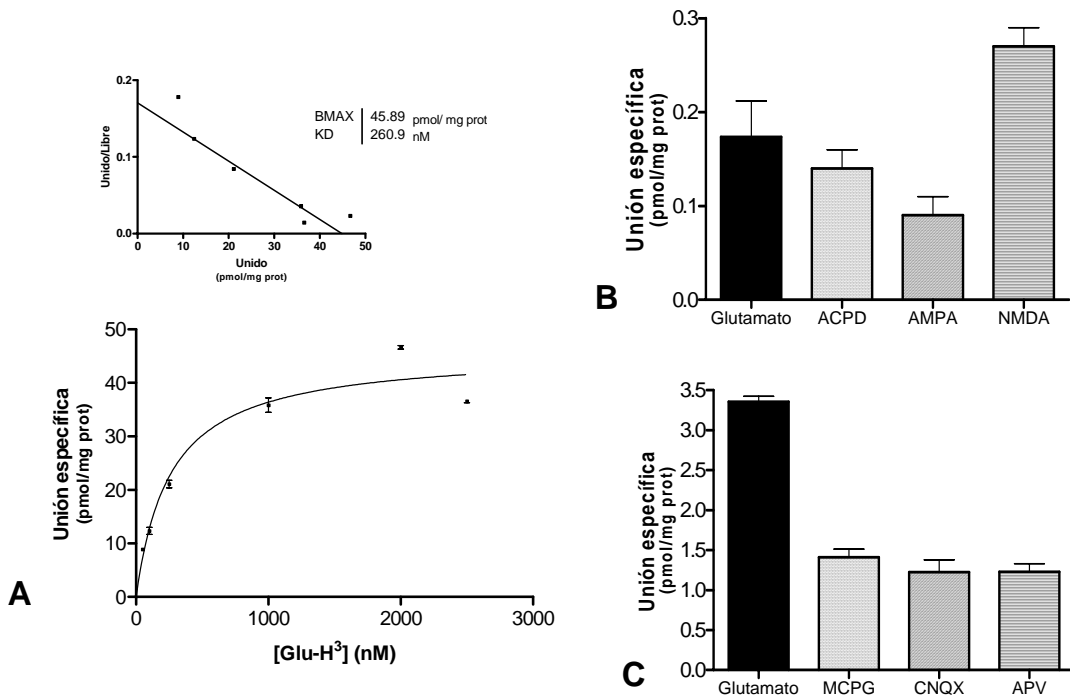 0.2
0.1
0.0
Unido/Libre
0 10 20 30 40 50
Unido
(pmol/mg prot)
BMAX 45.89 pmol/ mg prot
KD 260.9 nM
50
40
30
20
10
0
Unión específica
(pmol/mg prot)
0 1000 2000 3000
[Glu-H³] (nM)
A
0.3
0.2
0.1
0.0
Unión específica
(pmol/mg prot)
Glutamato ACPD AMPA NMDA
B
3.5
3.0
2.5
2.0
1.5
1.0
0.5
0.0
Unión específica
(pmol/mg prot)
Glutamato MCPG CNQX APV
C